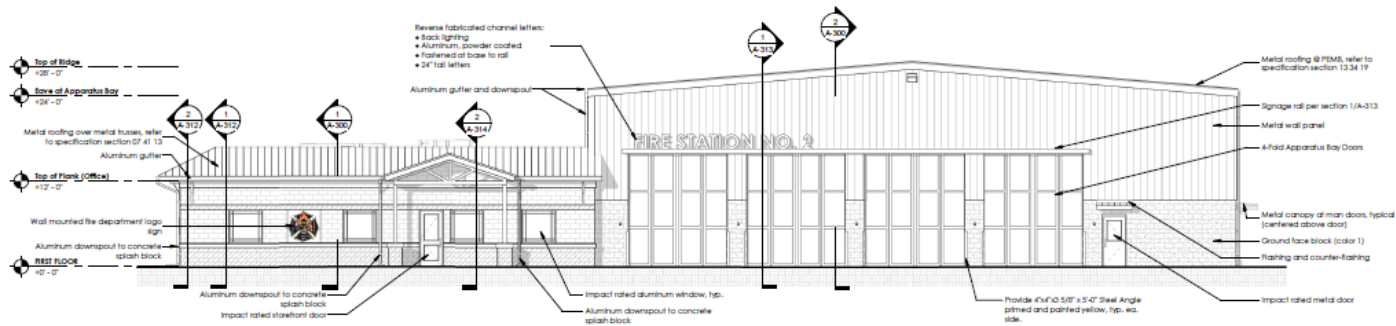 Reverse fabricated channel letters:
• Back lighting
• Aluminum, powder coated
• Fastened at base to rail
• 24" tall letters
2
A-300
1
A-313
Top of Ridge
+28' - 0"
Metal roofing @ PEMB, refer to
specification section 13 34 19
Eave at Apparatus Bay
+24' - 0"
Aluminum gutter and downspout
2
A-312
1
A-312
1
A-300
2
A-314
Signage rail per section 1/A-313
Metal wall panel
Metal roofing over metal trusses, refer
to specification section 07 41 13
FIRE STATION NO. 2
4-Fold Apparatus Bay Doors
Aluminum gutter
Top of Plank (Office)
+12' - 0"
Wall mounted fire department logo
sign
Metal canopy at man doors, typical
(centered above door)
Aluminum downspout to concrete
splash block
Ground face block (color 1)
Flashing and counter-flashing
FIRST FLOOR
+0' - 0"
Aluminum downspout to concrete
splash block
Impact rated storefront door
Impact rated aluminum window, typ.
Aluminum downspout to concrete
splash block
Provide 4"x4"x3 5/8" x 5'-0" Steel Angle
primed and painted yellow, typ. ea.
side.
Impact rated metal door